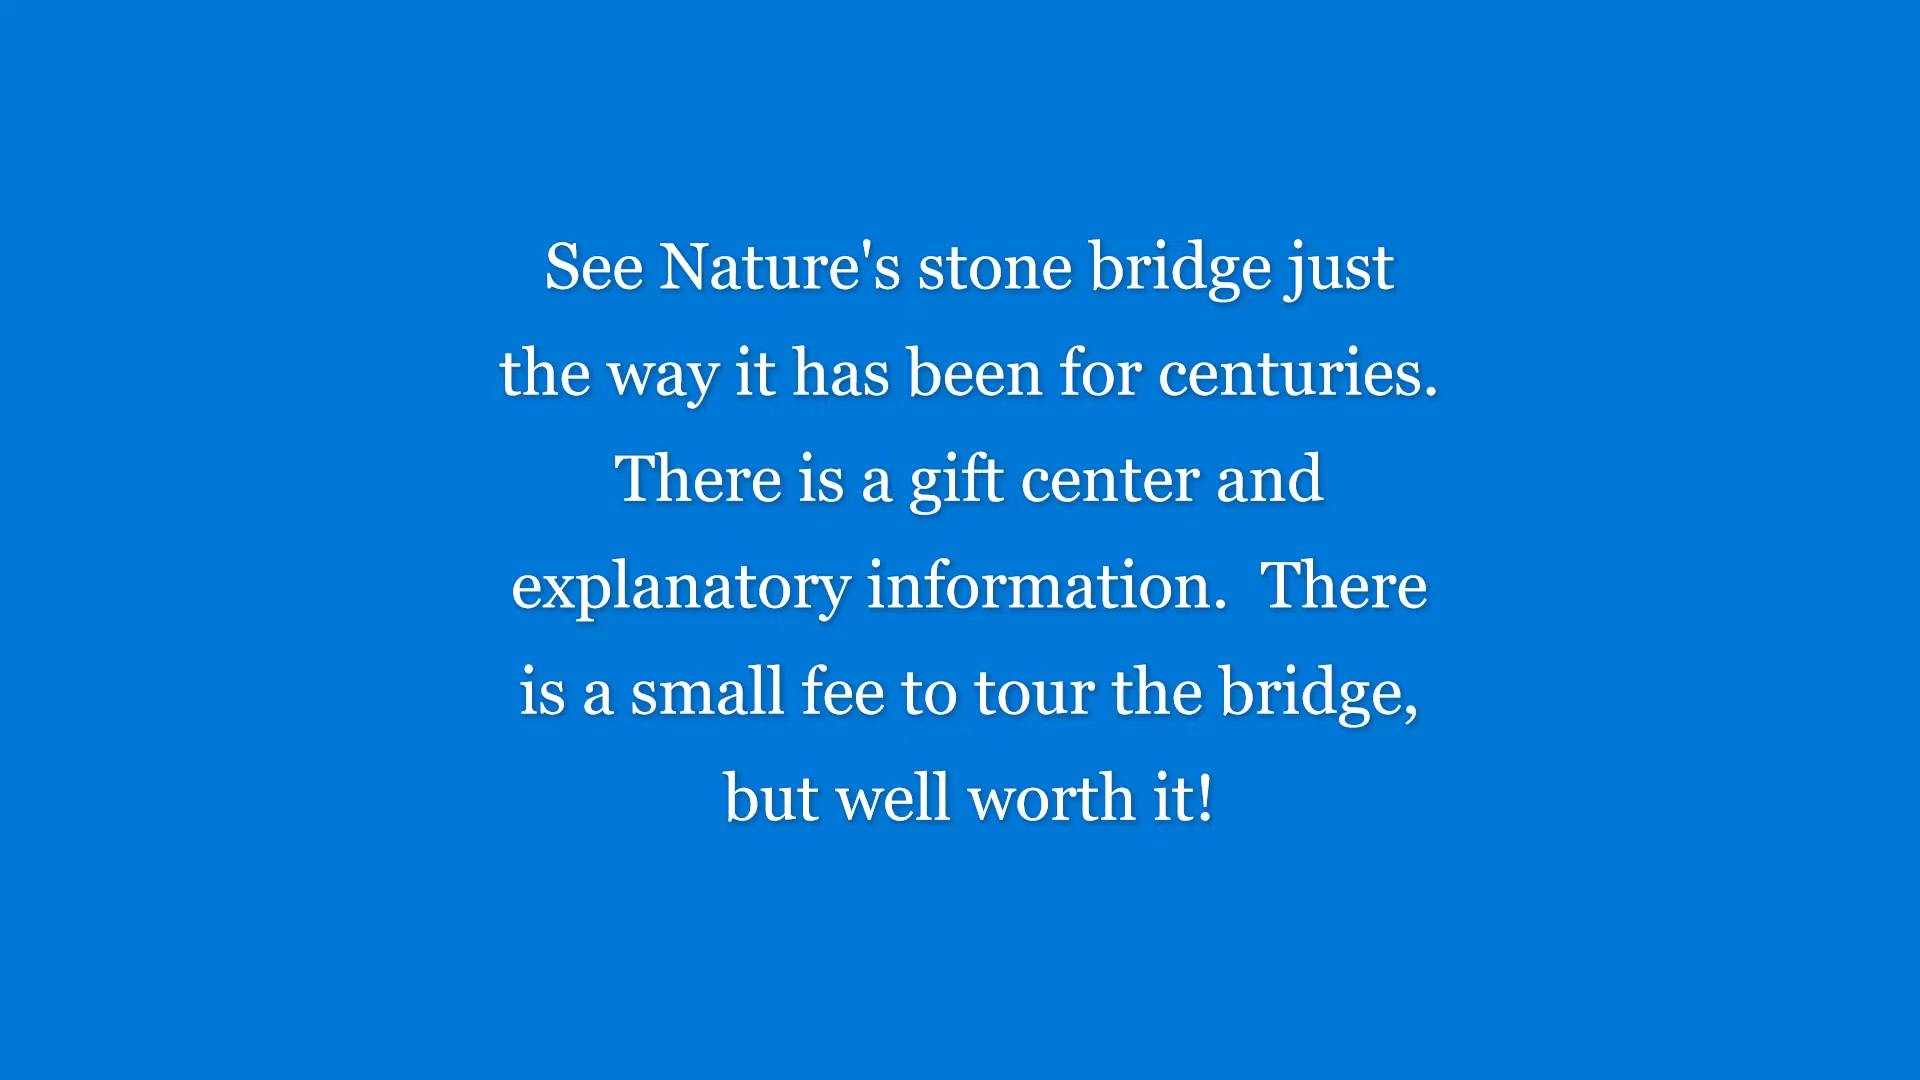 See Nature's stone bridge just
the way it has been for centuries.
There is a gift center and
explanatory information.  There
is a small fee to tour the bridge,
but well worth it!